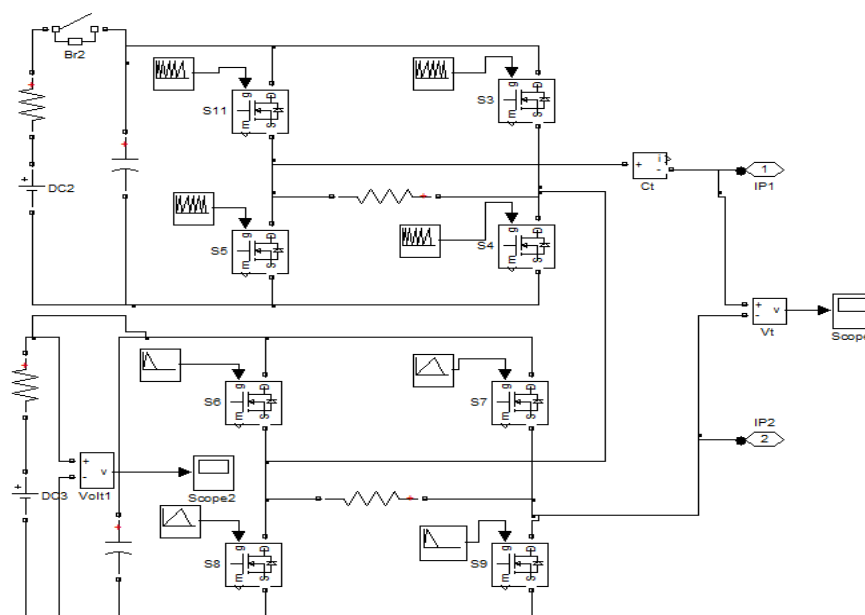 Br2
S11
S3
i
+
-
Ct
1
IP1
+
DC2
g
D
m
S
S5
S4
+
-
v
Vt
Scope
S6
S7
IP2
2
+
-
v
Volt1
Scope2
+
DC3
S8
S9